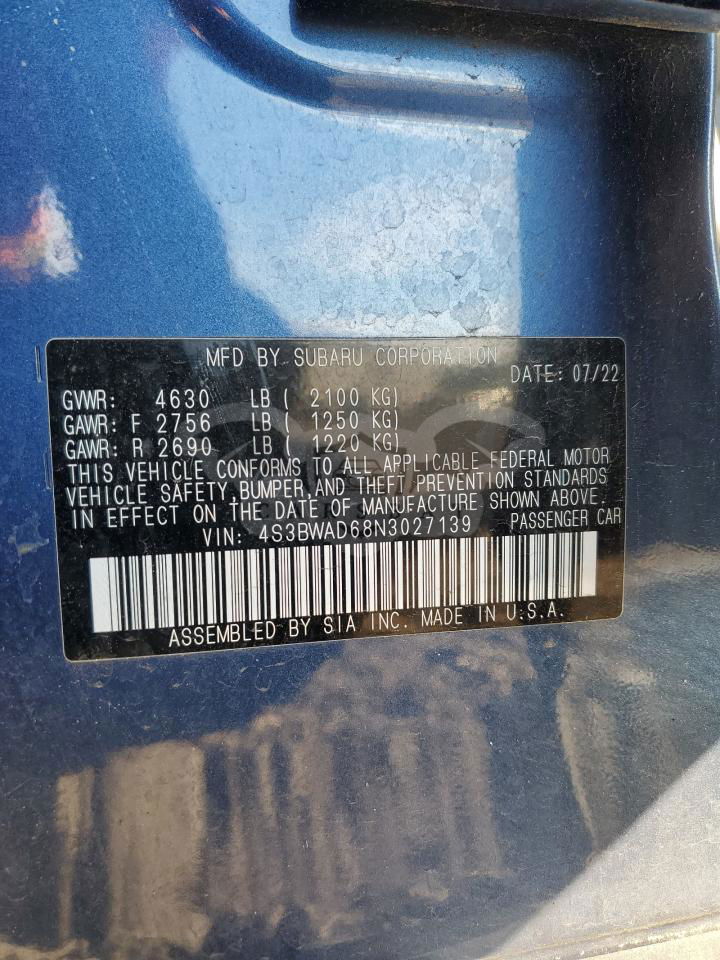 MFD BY SUBARU CORPORATION
DATE: 07/22
GVWR: 4630 LB ( 2100 KG)
GAWR: F 2756 LB ( 1250 KG)
GAWR: R 2690 LB ( 1220 KG)
THIS VEHICLE CONFORMS TO ALL APPLICABLE FEDERAL MOTOR
VEHICLE SAFETY,BUMPER,AND THEFT PREVENTION STANDARDS
IN EFFECT ON THE DATE OF MANUFACTURE SHOWN ABOVE.
VIN: 4S3BWAD68N3027139 PASSENGER CAR
ASSEMBLED BY SIA INC. MADE IN U.S.A.